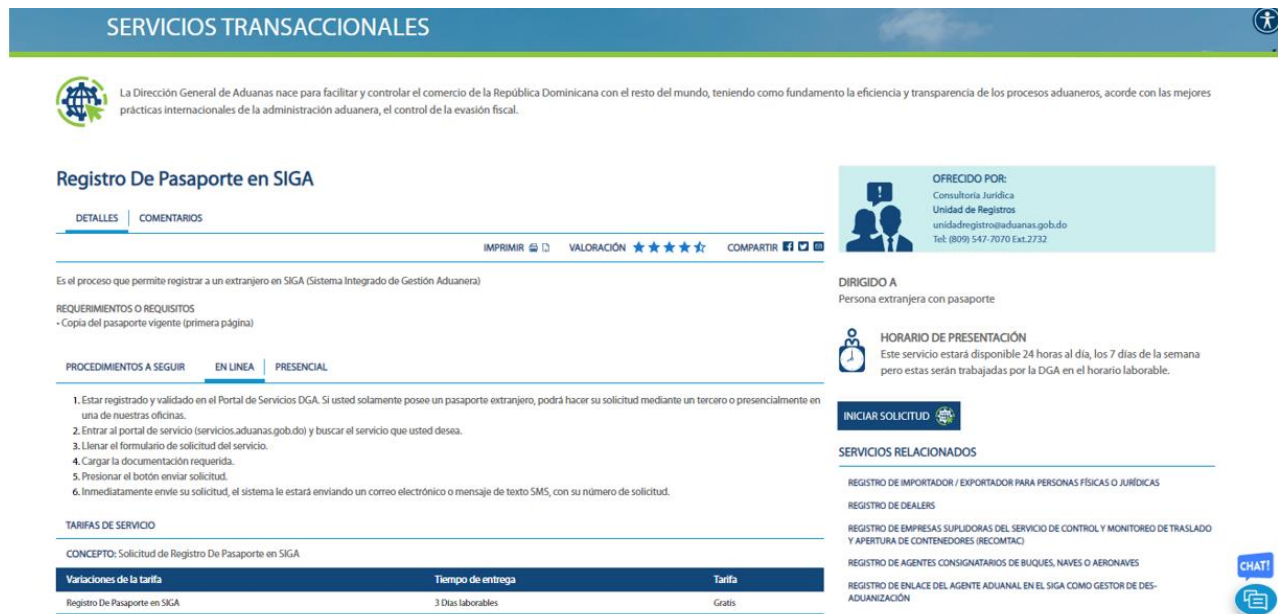 SERVICIOS TRANSACCIONALES
La Dirección General de Aduanas nace para facilitar y controlar el comercio de la República Dominicana con el resto del mundo, teniendo como fundamento la eficiencia y transparencia de los procesos aduaneros, acorde con las mejores
prácticas internacionales de la administración aduanera, el control de la evasión fiscal.
Registro De Pasaporte en SIGA
DETALLES COMENTARIOS
IMPRIMIR VALORACIÓN COMPARTIR
Es el proceso que permite registrar a un extranjero en SIGA (Sistema Integrado de Gestión Aduanera)
REQUERIMIENTOS O REQUISITOS
• Copia del pasaporte vigente (primera página)
PROCEDIMIENTOS A SEGUIR EN LINEA PRESENCIAL
1. Estar registrado y validado en el Portal de Servicios DGA. Si usted solamente posee un pasaporte extranjero, podrá hacer su solicitud mediante un tercero o presencialmente en
una de nuestras oficinas.
2. Entrar al portal de servicio (servicios.aduanas.gob.do) y buscar el servicio que usted desea.
3. Llenar el formulario de solicitud del servicio.
4. Cargar la documentación requerida.
5. Presionar el botón enviar solicitud.
6. Inmediatamente envíe su solicitud, el sistema le estará enviando un correo electrónico o mensaje de texto SMS, con su número de solicitud.
TARIFAS DE SERVICIO
CONCEPTO: Solicitud de Registro De Pasaporte en SIGA
Variaciones de la tarifa Tiempo de entrega Tarifa
Registro De Pasaporte en SIGA 3 Días laborables Gratis
OFRECIDO POR:
Consultoría Jurídica
Unidad de Registros
unidadregistro@aduanas.gob.do
Tel: (809) 547-7070 Ext.2732
DIRIGIDO A
Persona extranjera con pasaporte
HORARIO DE PRESENTACIÓN
Este servicio estará disponible 24 horas al día, los 7 días de la semana
pero estas serán trabajadas por la DGA en el horario laborable.
INICIAR SOLICITUD
SERVICIOS RELACIONADOS
REGISTRO DE IMPORTADOR / EXPORTADOR PARA PERSONAS FÍSICAS O JURÍDICAS
REGISTRO DE DEALERS
REGISTRO DE EMPRESAS SUPLIDORAS DEL SERVICIO DE CONTROL Y MONITOREO DE TRASLADO
Y APERTURA DE CONTENEDORES (RECOMTAC)
REGISTRO DE AGENTES CONSIGNATARIOS DE BUQUES, NAVES O AERONAVES
REGISTRO DE ENLACE DEL AGENTE ADUANAL EN EL SIGA COMO GESTOR DE DES-
ADUANIZACIÓN
CHAT!